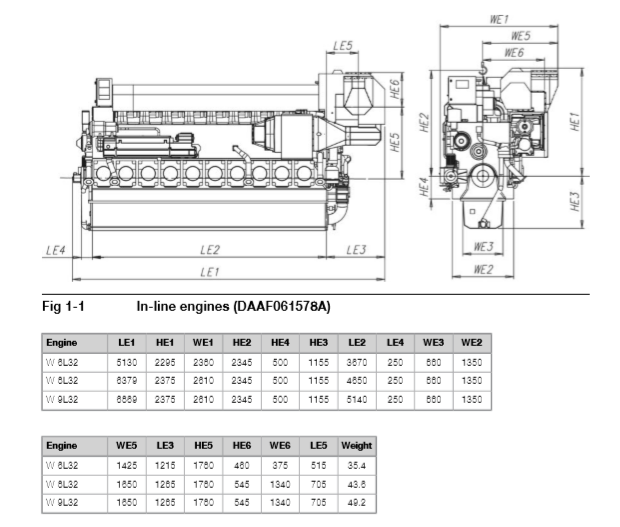 WE1
WE5
WE6
LE5
HE6
HE5
HE2
HE1
HE4
HE3
WE3
WE2
LE4
LE2
LE3
LE1
Fig 1-1 In-line engines (DAAF061578A)
Engine LE1 HE1 WE1 HE2 HE4 HE3 LE2 LE4 WE3 WE2
W 6L32 5130 2295 2380 2345 500 1155 3670 250 880 1350
W 8L32 6379 2375 2610 2345 500 1155 4650 250 880 1350
W 9L32 6869 2375 2610 2345 500 1155 5140 250 880 1350
Engine WE5 LE3 HE5 HE6 WE6 LE5 Weight
W 6L32 1425 1215 1780 460 375 515 35.4
W 8L32 1650 1285 1780 545 1340 705 43.6
W 9L32 1650 1285 1780 545 1340 705 49.2